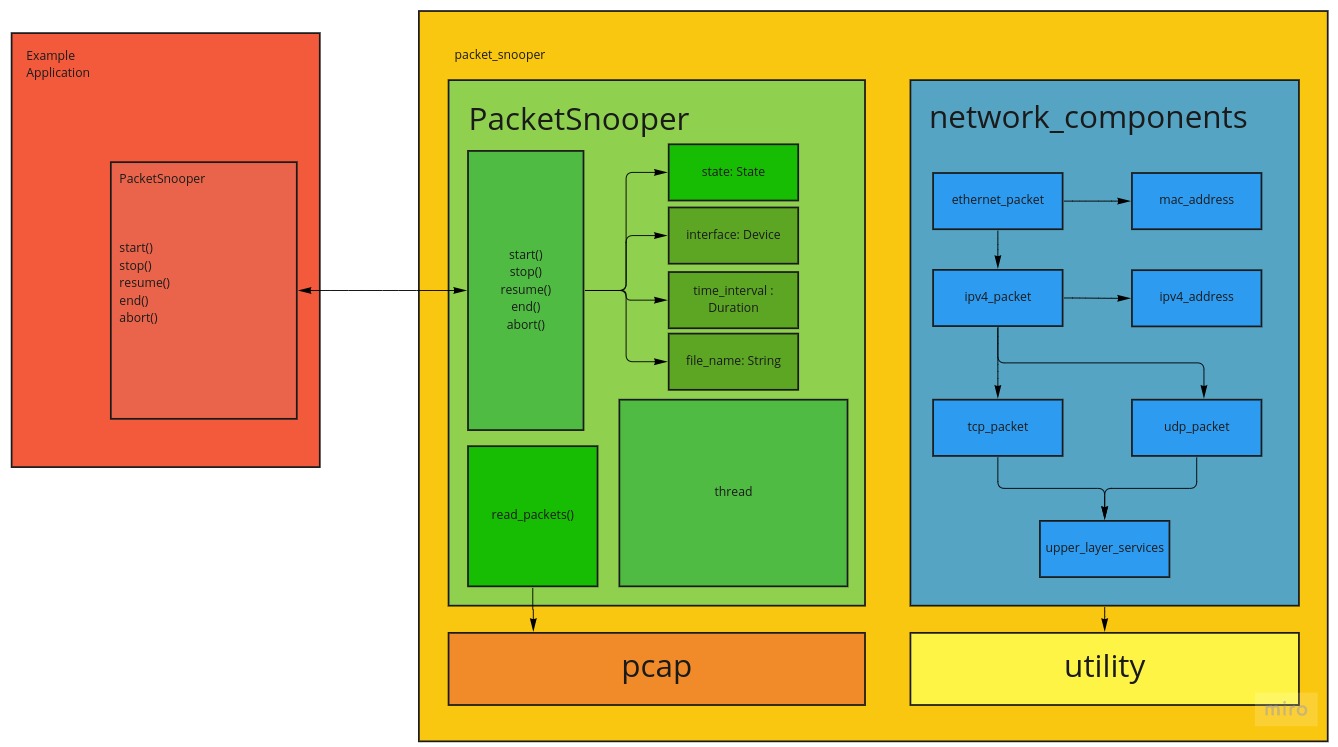 Example
Application
PacketSnooper
start()
stop()
resume()
end()
abort()
packet_snooper
PacketSnooper
start()
stop()
resume()
end()
abort()
state: State
interface: Device
time_interval :
Duration
file_name: String
read_packets()
thread
pcap
network_components
ethernet_packet
mac_address
ipv4_packet
ipv4_address
tcp_packet
udp_packet
upper_layer_services
utility
miro